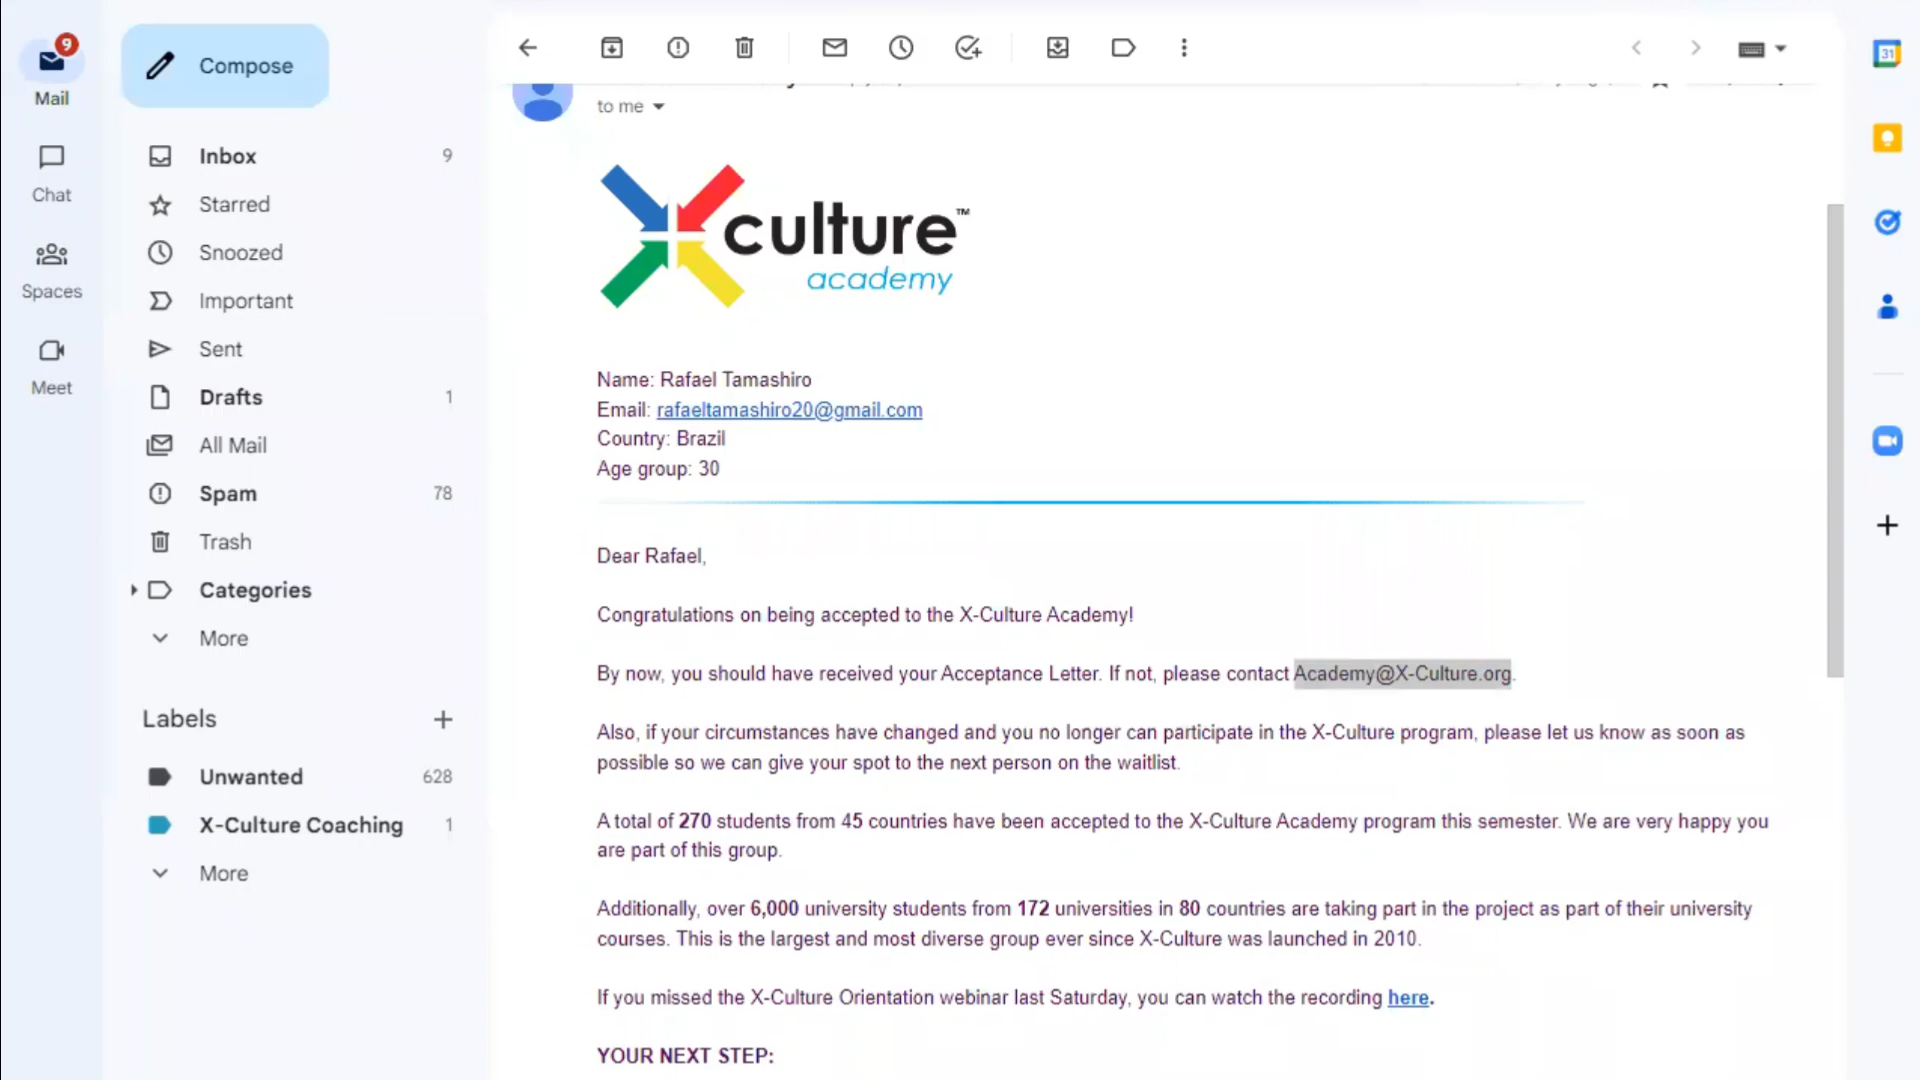 9
Mail
Chat
Spaces
Meet
Compose
Inbox 9
Starred
Snoozed
Important
Sent
Drafts 1
All Mail
Spam 78
Trash
Categories
More
Labels
Unwanted 628
X-Culture Coaching 1
More
to me
culture™
academy
Name: Rafael Tamashiro
Email: rafaeltamashiro20@gmail.com
Country: Brazil
Age group: 30
Dear Rafael,
Congratulations on being accepted to the X-Culture Academy!
By now, you should have received your Acceptance Letter. If not, please contact Academy@X-Culture.org.
Also, if your circumstances have changed and you no longer can participate in the X-Culture program, please let us know as soon as
possible so we can give your spot to the next person on the waitlist.
A total of 270 students from 45 countries have been accepted to the X-Culture Academy program this semester. We are very happy you
are part of this group.
Additionally, over 6,000 university students from 172 universities in 80 countries are taking part in the project as part of their university
courses. This is the largest and most diverse group ever since X-Culture was launched in 2010.
If you missed the X-Culture Orientation webinar last Saturday, you can watch the recording here.
YOUR NEXT STEP:
31